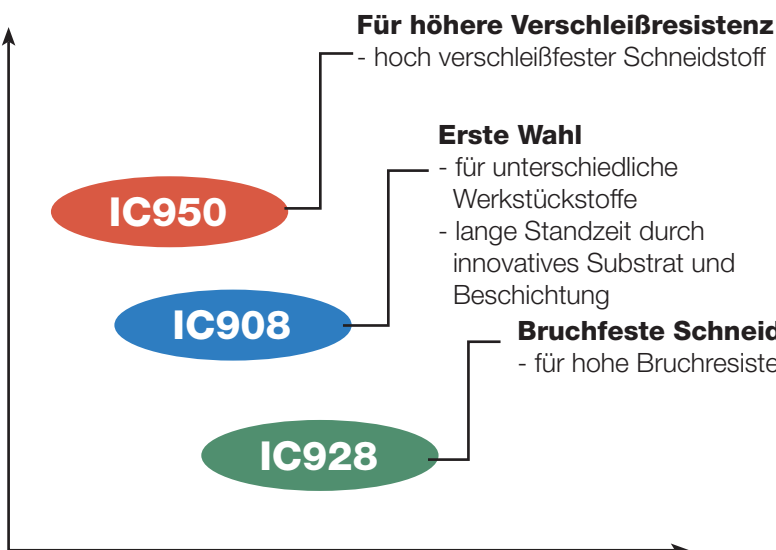 Für höhere Verschleißresistenz
- hoch verschleißfester Schneidstoff
Erste Wahl
- für unterschiedliche
Werkstückstoffe
- lange Standzeit durch
innovatives Substrat und
Beschichtung
IC950
IC908
Bruchfeste
- für hohe
IC928